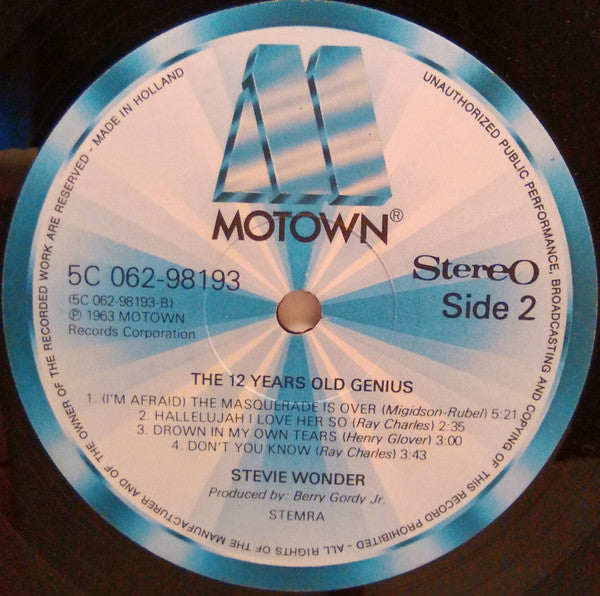 MOTOWN®
5C 062-98193
(5C 062-98193-B)
℗ 1963 MOTOWN
Records Corporation
Stereo
Side 2
THE 12 YEARS OLD GENIUS
1. (I'M AFRAID) THE MASQUERADE IS OVER (Migidson-Rubel) 5:21
2. HALLELUJAH I LOVE HER SO (Ray Charles) 2:35
3. DROWN IN MY OWN TEARS (Henry Glover) 3:00
4. DON'T YOU KNOW (Ray Charles) 3:43
STEVIE WONDER
Produced by: Berry Gordy Jr.
STEMRA
UNAUTHORIZED PUBLIC PERFORMANCE, BROADCASTING AND COPYING OF THIS RECORD PROHIBITED - ALL RIGHTS OF THE MANUFACTURER AND OF THE OWNER OF THE RECORDED WORK ARE RESERVED - MADE IN HOLLAND